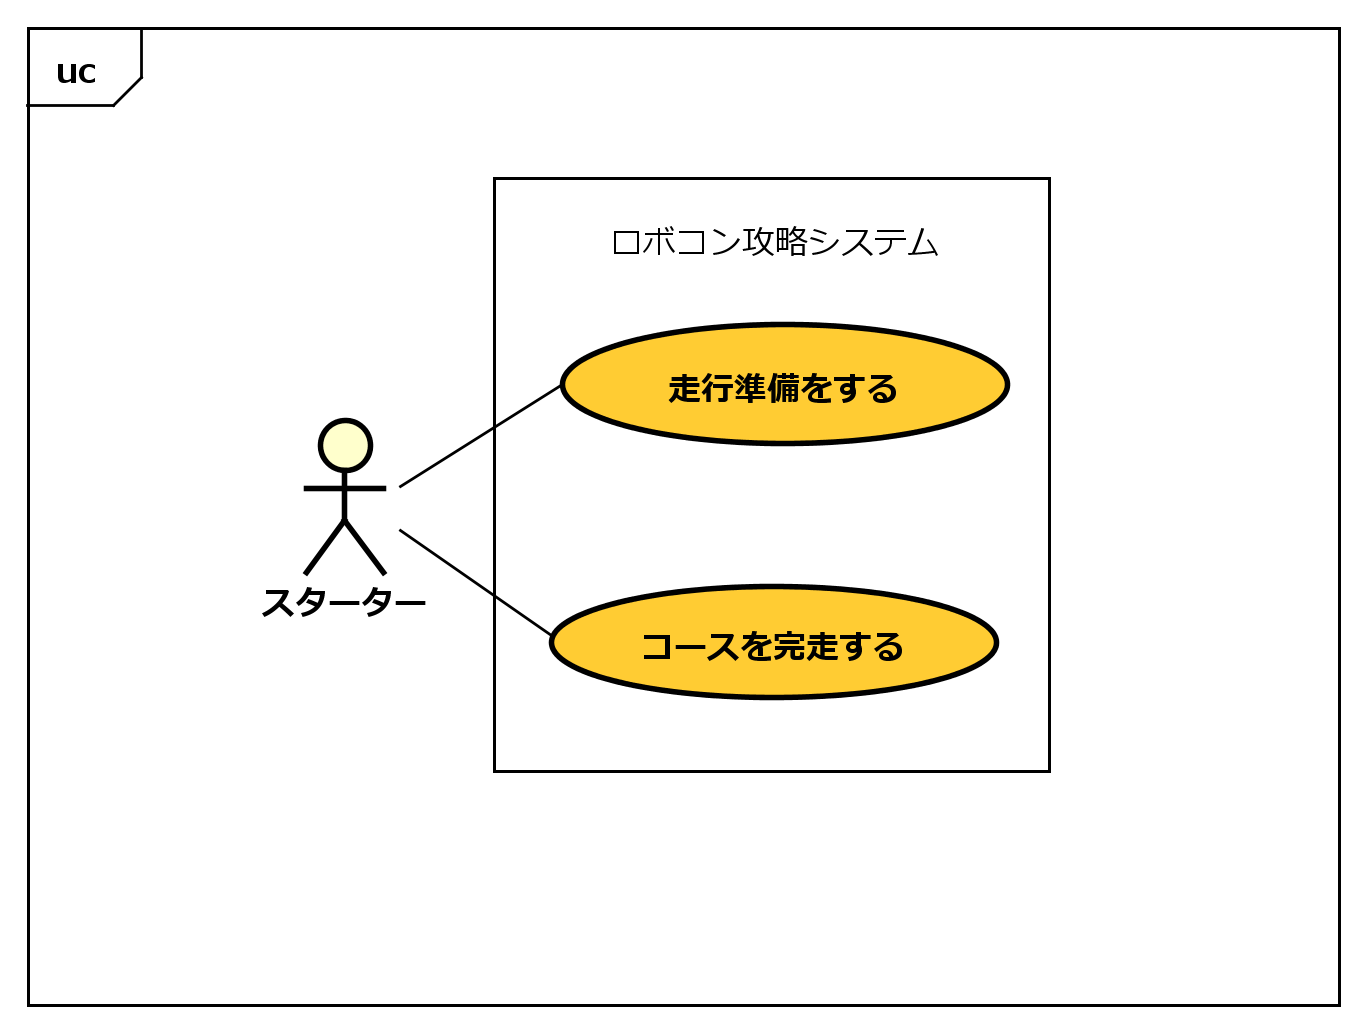 uc
ロボコン攻略システム
走行準備をする
スターター
コースを完走する